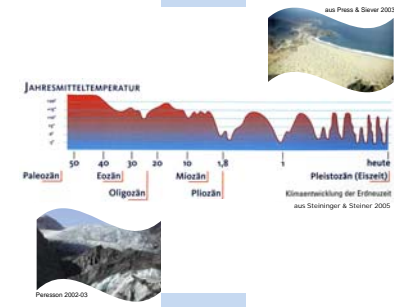 aus Press & Siever 2003
JAHRESMITTELTEMPERATUR
50 40 30 20 10 1,8 1 heute
Paleozän Eozän Miozän Pleistozän (Eiszeit)
Oligozän Pliozän Klimaentwicklung der Erdneuzeit
aus Steininger & Steiner 2005
Peresson 2002-03